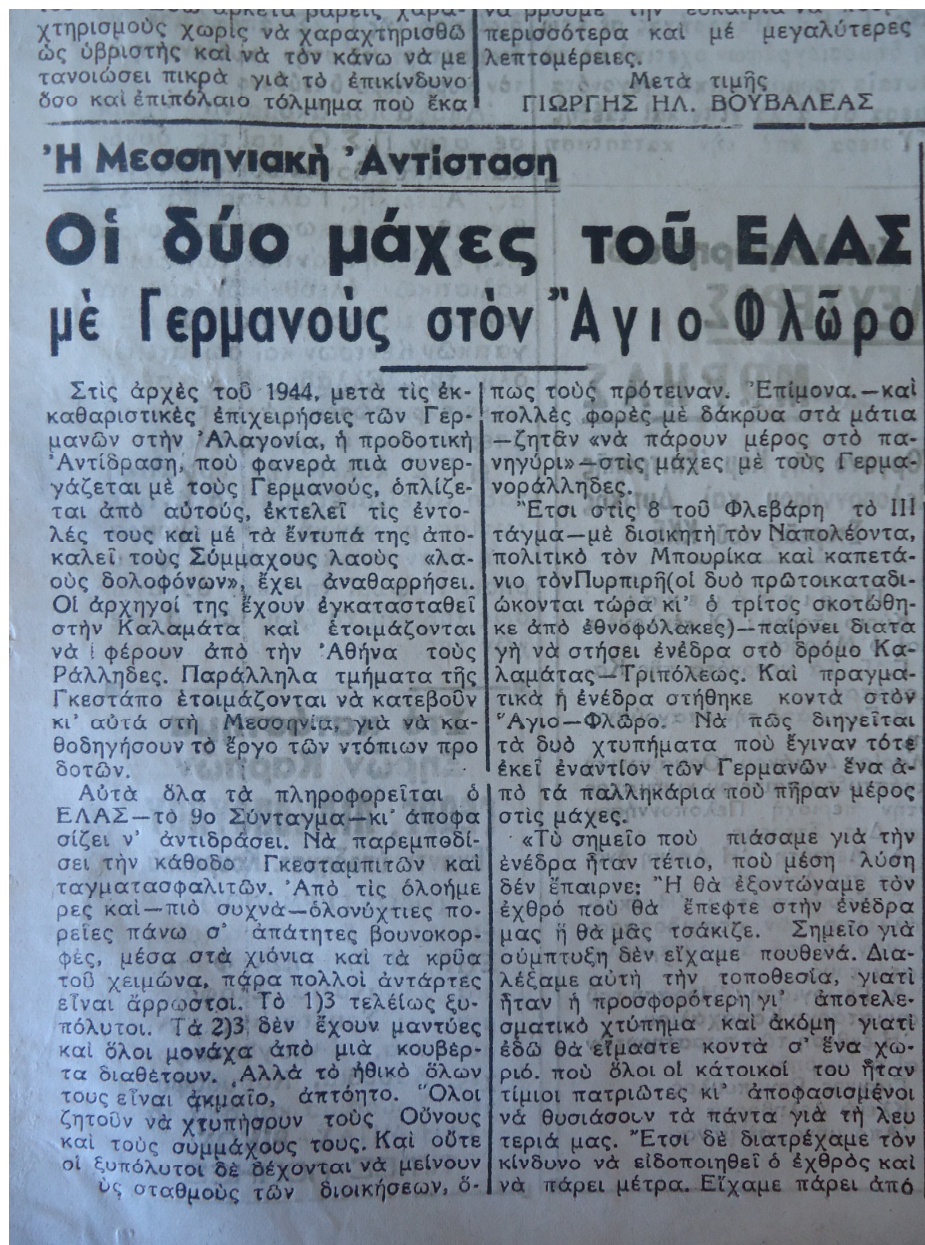 χτηρισμοὺς χωρὶς νὰ χαραχτηρισθῶ
ὡς ὑβριστὴς καὶ νὰ τὸν κάνω νὰ με
τανοιώσει πικρὰ γιὰ τὸ ἐπικίνδυνο
ὅσο καὶ ἐπιπόλαιο τόλμημα ποὺ ἔκα
νὰ βροῦμε τὴν εὐκαιρία νὰ
περισσότερα καὶ μὲ μεγαλύτερες
λεπτομέρειες.
Μετὰ τιμῆς
ΓΙΩΡΓΗΣ ΗΛ. ΒΟΥΒΑΛΕΑΣ
Ἡ Μεσσηνιακὴ Ἀντίσταση
Οἱ δύο μάχες τοῦ ΕΛΑΣ
μὲ Γερμανοὺς στὸν Ἅγιο Φλῶρο
Στὶς ἀρχὲς τοῦ 1944, μετὰ τὶς ἐκ-
καθαριστικὲς ἐπιχειρήσεις τῶν Γερ-
μανῶν στὴν Ἀλαγονία, ἡ προδοτικὴ
Ἀντίδραση, ποὺ φανερὰ πιὰ συνερ-
γάζεται μὲ τοὺς Γερμανούς, ὁπλίζε-
ται ἀπὸ αὐτούς, ἐκτελεῖ τὶς ἐντο-
λές τους καὶ μὲ τὰ ἔντυπά της ἀπο-
καλεῖ τοὺς Σύμμαχους λαοὺς «λα-
οὺς δολοφόνων», ἔχει ἀναθαρρήσει.
Οἱ ἀρχηγοί της ἔχουν ἐγκατασταθεῖ
στὴν Καλαμάτα καὶ ἑτοιμάζονται
νὰ φέρουν ἀπὸ τὴν Ἀθήνα τοὺς
Ράλληδες. Παράλληλα τμήματα τῆς
Γκεστάπο ἑτοιμάζονται νὰ κατεβοῦν
κι' αὐτὰ στὴ Μεσσηνία, γιὰ νὰ κα-
θοδηγήσουν τὸ ἔργο τῶν ντόπιων προ
δοτῶν.
Αὐτὰ ὅλα τὰ πληροφορεῖται ὁ
ΕΛΑΣ—τὸ 9ο Σύνταγμα—κι' ἀποφα
σίζει ν' ἀντιδράσει. Νὰ παρεμποδί-
σει τὴν κάθοδο Γκεσταμπιτῶν καὶ
ταγματασφαλιτῶν. Ἀπὸ τὶς ὁλοήμε
ρες καὶ—πιὸ συχνὰ—ὁλονύχτιες πο-
ρεῖες πάνω σ' ἀπάτητες βουνοκορ-
φές, μέσα στὰ χιόνια καὶ τὰ κρῦα
τοῦ χειμώνα, πάρα πολλοὶ ἀντάρτες
εἶναι ἄρρωστοι. Τὸ 1)3 τελείως ξυ-
πόλυτοι. Τὰ 2)3 δὲν ἔχουν μαντύες
καὶ ὅλοι μονάχα ἀπὸ μιὰ κουβέρ-
τα διαθέτουν. Ἀλλὰ τὸ ἠθικὸ ὅλων
τους εἶναι ἀκμαῖο, ἀπτόητο. Ὅλοι
ζητοῦν νὰ χτυπήσουν τοὺς Οὕνους
καὶ τοὺς συμμάχους τους. Καὶ οὔτε
οἱ ξυπόλυτοι δὲ δέχονται νὰ μείνουν
ὺς σταθμοὺς τῶν διοικήσεων, ὅ-
πως τοὺς πρότειναν. Ἐπίμονα.—καὶ
πολλὲς φορὲς μὲ δάκρυα στὰ μάτια
—ζητᾶν «νὰ πάρουν μέρος στὸ πα-
νηγύρι»—στὶς μάχες μὲ τοὺς Γερμα-
νοράλληδες.
Ἔτσι στὶς 8 τοῦ Φλεβάρη τὸ ΙΙΙ
τάγμα—μὲ διοικητὴ τὸν Ναπολέοντα,
πολιτικὸ τὸν Μπουρίκα καὶ καπετά-
νιο τὸνΠυρπιρῆ(οἱ δυὸ πρῶτοικαταδι-
ώκονται τώρα κι' ὁ τρίτος σκοτώθη-
κε ἀπὸ ἐθνοφύλακες)—παίρνει διατα
γὴ νὰ στήσει ἐνέδρα στὸ δρόμο Κα-
λαμάτας—Τριπόλεως. Καὶ πραγμα-
τικὰ ἡ ἐνέδρα στήθηκε κοντὰ στὸν
Ἅγιο—Φλῶρο. Νὰ πῶς διηγεῖται
τὰ δυὸ χτυπήματα ποὺ ἔγιναν τότε
ἐκεῖ ἐναντίον τῶν Γερμανῶν ἕνα ἀ-
πὸ τὰ παλληκάρια ποὺ πῆραν μέρος
στὶς μάχες.
«Τὸ σημεῖο ποὺ πιάσαμε γιὰ τὴν
ἐνέδρα ἦταν τέτιο, ποὺ μέση λύση
δὲν ἔπαιρνε: Ἢ θὰ ἐξοντώναμε τὸν
ἐχθρὸ ποὺ θὰ ἔπεφτε στὴν ἐνέδρα
μας ἢ θὰ μᾶς τσάκιζε. Σημεῖο γιὰ
σύμπτυξη δὲν εἴχαμε πουθενά. Δια-
λέξαμε αὐτὴ τὴν τοποθεσία, γιατὶ
ἦταν ἡ προσφορότερη γι' ἀποτελε-
σματικὸ χτύπημα καὶ ἀκόμη γιατὶ
ἐδῶ θὰ εἴμαστε κοντὰ σ' ἕνα χω-
ριό. ποὺ ὅλοι οἱ κάτοικοί του ἦταν
τίμιοι πατριῶτες κι' ἀποφασισμένοι
νὰ θυσιάσουν τὰ πάντα γιὰ τὴ λευ
τεριά μας. Ἔτσι δὲ διατρέχαμε τὸν
κίνδυνο νὰ εἰδοποιηθεῖ ὁ ἐχθρὸς καὶ
νὰ πάρει μέτρα. Εἴχαμε πάρει ἀπὸ